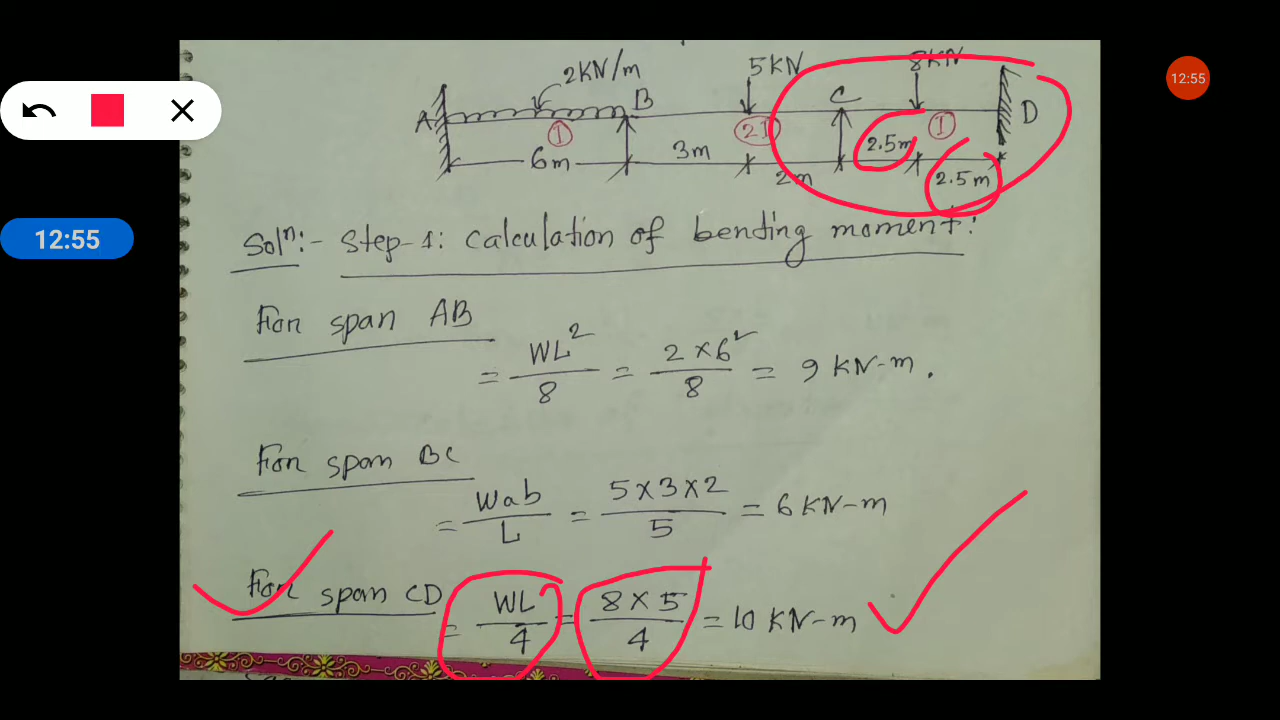 2KN/m 5KN 8KN
A B C D
I 2I I
6m 3m 2m 2.5m 2.5m
12:55
12:55
Solⁿ:- Step-1: Calculation of bending moment:
For span AB
= WL²/8 = 2×6²/8 = 9 KN-m.
For span BC
= Wab/L = 5×3×2/5 = 6 KN-m
For span CD = WL/4 = 8×5/4 = 10 KN-m